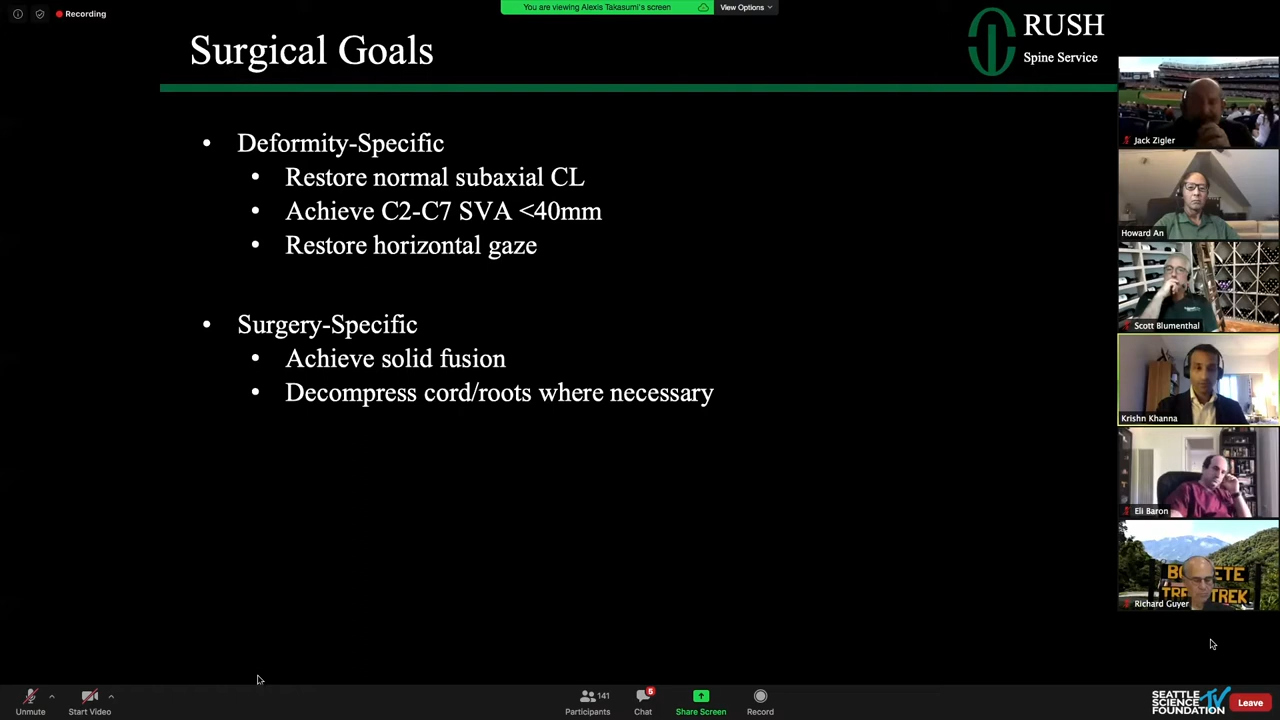 Recording
You are viewing Alexis Takasumi's screen
View Options
Surgical Goals
RUSH
Spine Service
• Deformity-Specific
• Restore normal subaxial CL
• Achieve C2-C7 SVA <40mm
• Restore horizontal gaze
• Surgery-Specific
• Achieve solid fusion
• Decompress cord/roots where necessary
Jack Zigler
Howard An
Scott Blumenthal
Krishn Khanna
Eli Baron
Richard Guyer
Unmute
Start Video
141
Participants
6
Chat
Share Screen
Record
SEATTLE
SCIENCE
FOUNDATION
TV
Leave